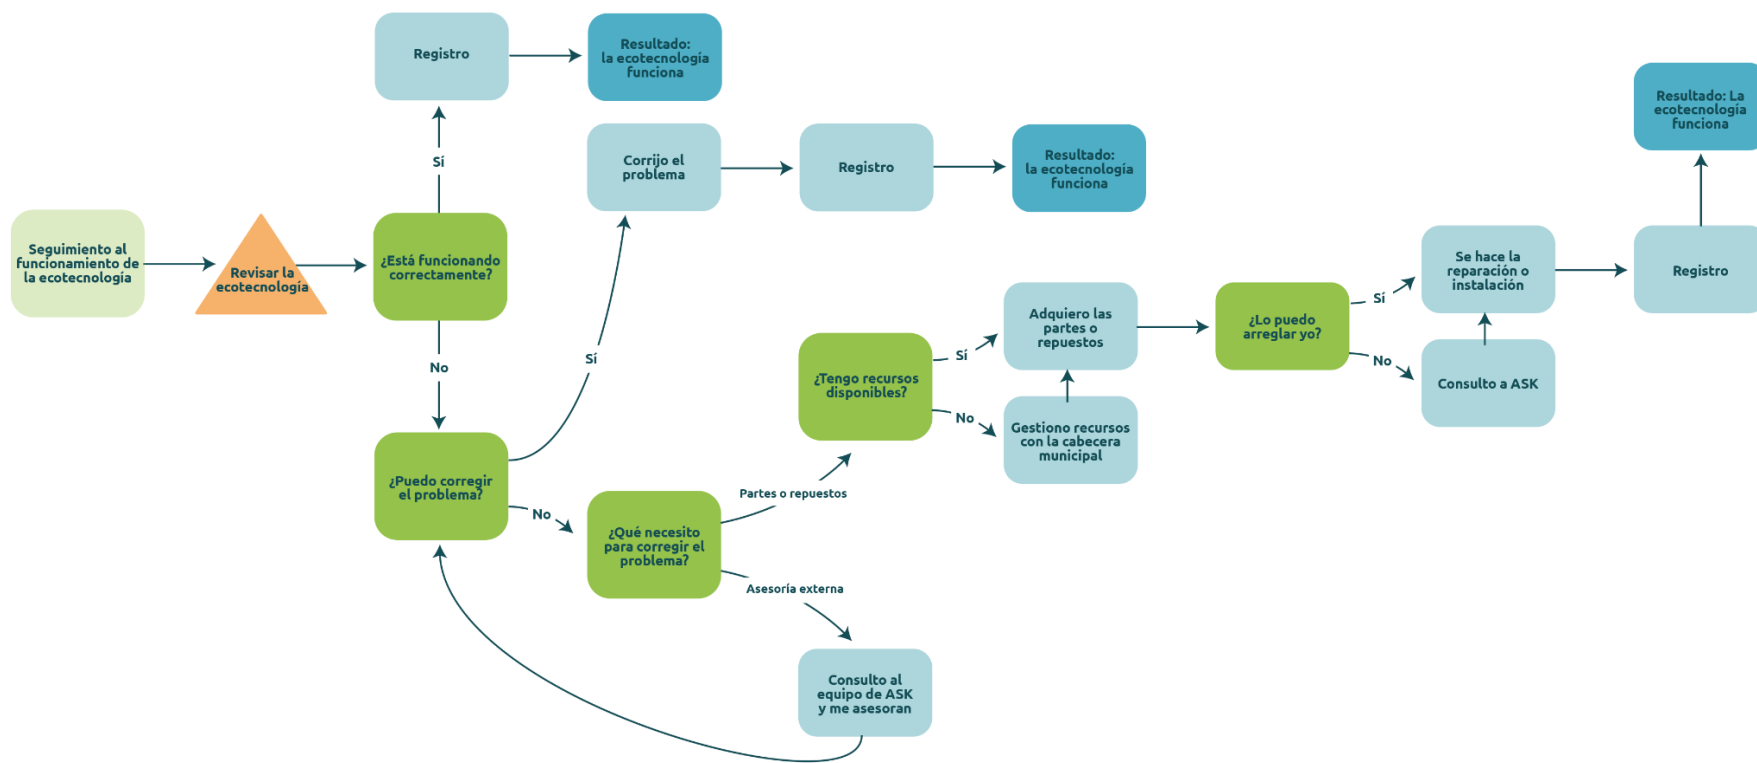 Registro
Resultado:
la ecotecnología
funciona
Sí
Corrijo el
problema
Registro
Resultado:
la ecotecnología
funciona
Resultado: La
ecotecnología
funciona
Seguimiento al
funcionamiento de
la ecotecnología
Revisar la
ecotecnología
¿Está funcionando
correctamente?
Se hace la
reparación o
instalación
Registro
Sí
No
Sí
¿Tengo recursos
disponibles?
Sí
No
Adquiero las
partes o
repuestos
Gestiono recursos
con la cabecera
municipal
¿Lo puedo
arreglar yo?
No
Consulto a ASK
¿Puedo corregir
el problema?
No
Partes o repuestos
¿Qué necesito
para corregir el
problema?
Asesoría externa
Consulto al
equipo de ASK
y me asesoran